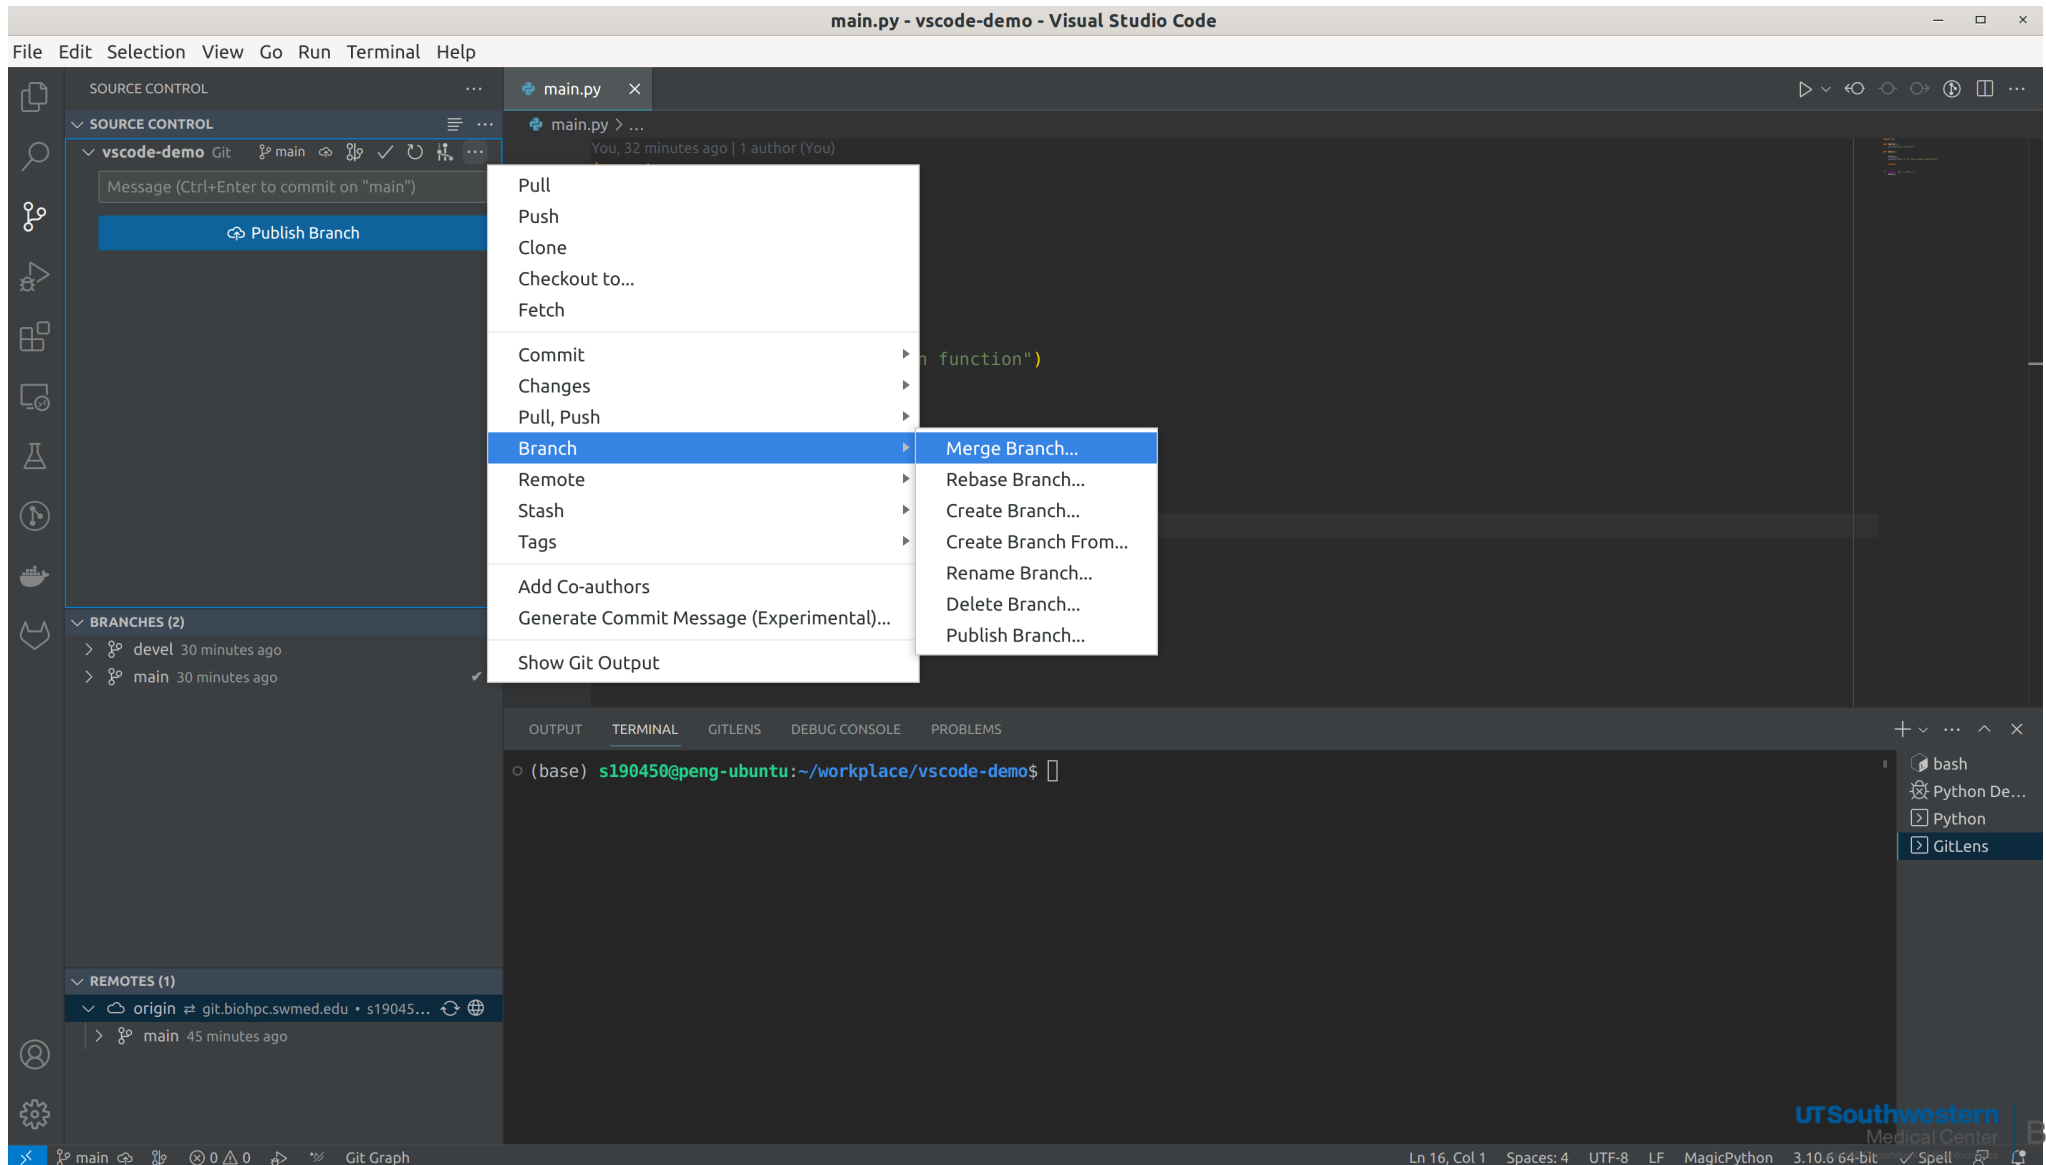 main.py - vscode-demo - Visual Studio Code
File Edit Selection View Go Run Terminal Help
SOURCE CONTROL
main.py
SOURCE CONTROL
main.py > ...
vscode-demo Git main
You, 32 minutes ago | 1 author (You)
Message (Ctrl+Enter to commit on "main")
Publish Branch
Pull
Push
Clone
Checkout to...
Fetch
Commit
function")
Changes
Pull, Push
Branch
Remote
Stash
Tags
Add Co-authors
Generate Commit Message (Experimental)...
Show Git Output
Merge Branch...
Rebase Branch...
Create Branch...
Create Branch From...
Rename Branch...
Delete Branch...
Publish Branch...
BRANCHES (2)
devel 30 minutes ago
main 30 minutes ago
OUTPUT TERMINAL GITLENS DEBUG CONSOLE PROBLEMS
(base) s190450@peng-ubuntu:~/workplace/vscode-demo$
bash
Python De...
Python
GitLens
REMOTES (1)
origin ⇄ git.biohpc.swmed.edu • s19045...
main 45 minutes ago
UTSouthwestern
Medical Center
B
main 0 0 Git Graph
Ln 16, Col 1 Spaces: 4 UTF-8 LF MagicPython 3.10.6 64-bit Spell